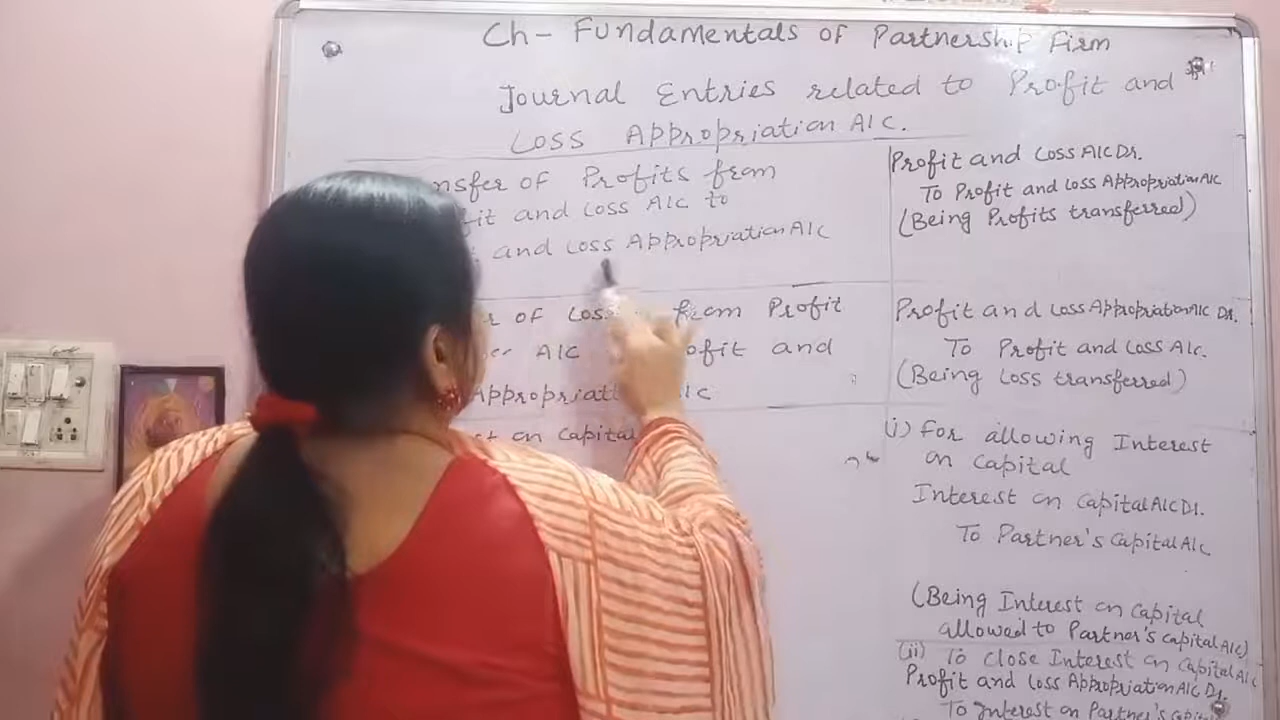 Ch- Fundamentals of Partnership Firm
Journal Entries related to Profit and
Loss Appropriation A/c.
nsfer of Profits from
fit and Loss A/c to
and Loss Appropriation A/c
Profit and Loss A/c Dr.
To Profit and Loss Appropriation A/c
(Being Profits transferred)
r of Loss from Profit
A/c ofit and
Appropriati /c
Profit and Loss Appropriation A/c Dr.
To Profit and Loss A/c.
(Being Loss transferred)
st on Capital
(i) For allowing Interest
on Capital
Interest on Capital A/c Dr.
To Partner's Capital A/c
(Being Interest on Capital
allowed to Partner's Capital A/c)
(ii) To close Interest on Capital A/c
Profit and Loss Appropriation A/c Dr.
To Interest on Partner's